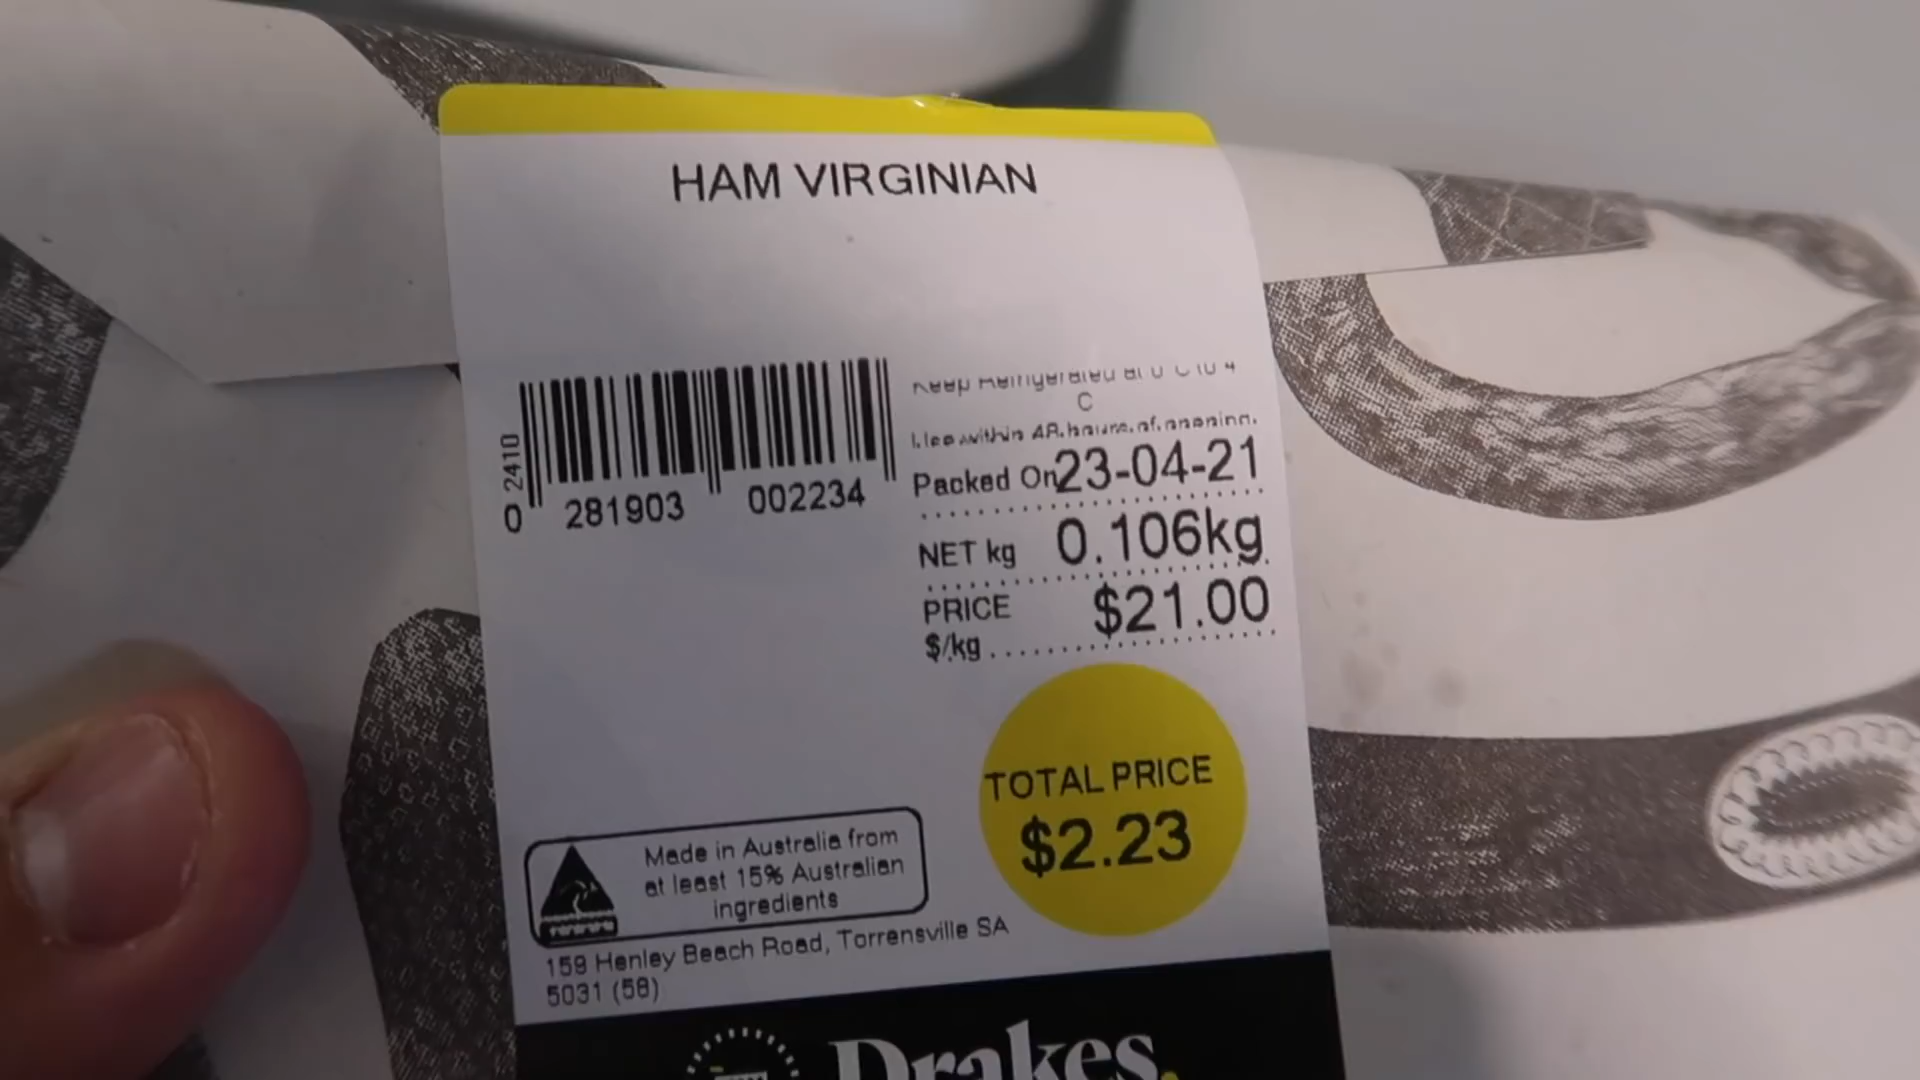 HAM VIRGINIAN
Keep Refrigerated at 0 C to 4
C
Use within 48 hours of opening.
Packed On 23-04-21
0 2410
0 281903 002234
NET kg 0.106kg
PRICE $21.00
$/kg
TOTAL PRICE
$2.23
Made in Australia from
at least 15% Australian
ingredients
159 Henley Beach Road, Torrensville SA
5031 (58)
Drakes.